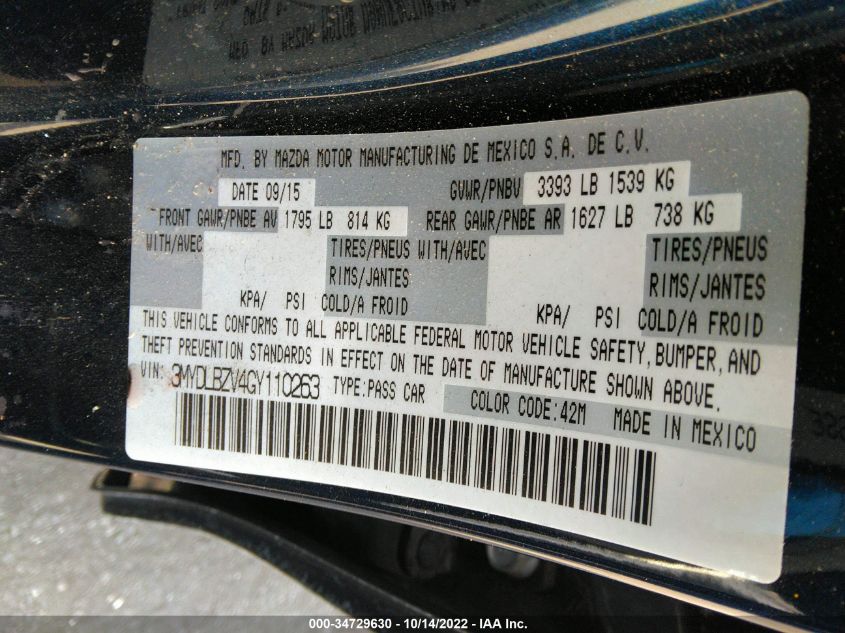 MFD. BY MAZDA MOTOR MANUFACTURING DE MEXICO S.A. DE C.V.
DATE 09/15 GVWR/PNBV 3393 LB 1539 KG
FRONT GAWR/PNBE AV 1795 LB 814 KG REAR GAWR/PNBE AR 1627 LB 738 KG
WITH/AVEC TIRES/PNEUS WITH/AVEC TIRES/PNEUS
RIMS/JANTES RIMS/JANTES
KPA/ PSI COLD/A FROID KPA/ PSI COLD/A FROID
THIS VEHICLE CONFORMS TO ALL APPLICABLE FEDERAL MOTOR VEHICLE SAFETY, BUMPER, AND
THEFT PREVENTION STANDARDS IN EFFECT ON THE DATE OF MANUFACTURE SHOWN ABOVE.
VIN: 3MYDLBZV4GY110263 TYPE:PASS CAR COLOR CODE:42M MADE IN MEXICO
000-34729630 - 10/14/2022 - IAA Inc.